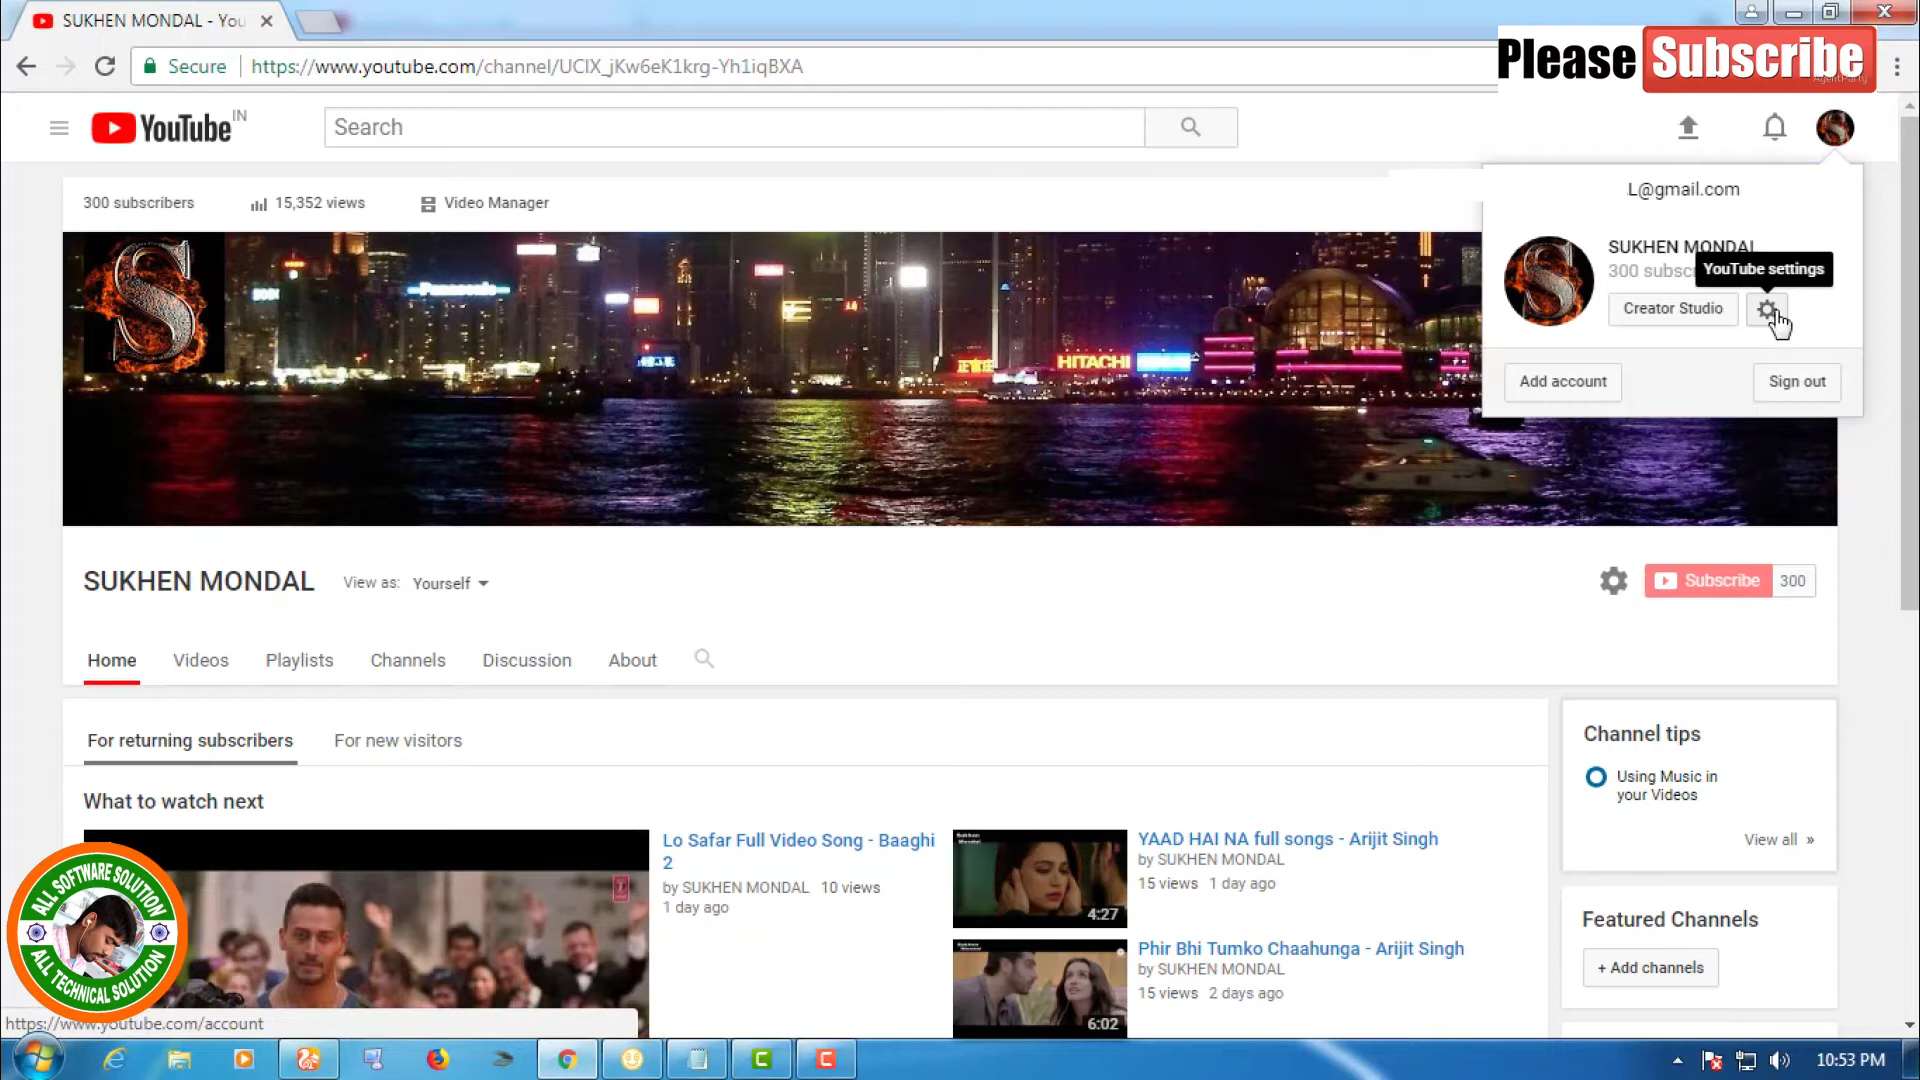 SUKHEN MONDAL - You
Please Subscribe
AgentParty
Secure
https://www.youtube.com/channel/UClX_jKw6eK1krg-Yh1iqBXA
YouTube IN
Search
L@gmail.com
300 subscribers
15,352 views
Video Manager
SUKHEN MONDAL
300 subsc
YouTube settings
Creator Studio
Add account
Sign out
S
Panasonic
HITACHI
SUKHEN MONDAL
View as: Yourself
Subscribe 300
Home
Videos
Playlists
Channels
Discussion
About
For returning subscribers
For new visitors
Channel tips
Using Music in
your Videos
View all »
What to watch next
Lo Safar Full Video Song - Baaghi
2
by SUKHEN MONDAL 10 views
1 day ago
YAAD HAI NA full songs - Arijit Singh
by SUKHEN MONDAL
15 views 1 day ago
4:27
Phir Bhi Tumko Chaahunga - Arijit Singh
by SUKHEN MONDAL
15 views 2 days ago
6:02
Featured Channels
+ Add channels
ALL SOFTWARE SOLUTION
ALL TECHNICAL SOLUTION
https://www.youtube.com/account
10:53 PM